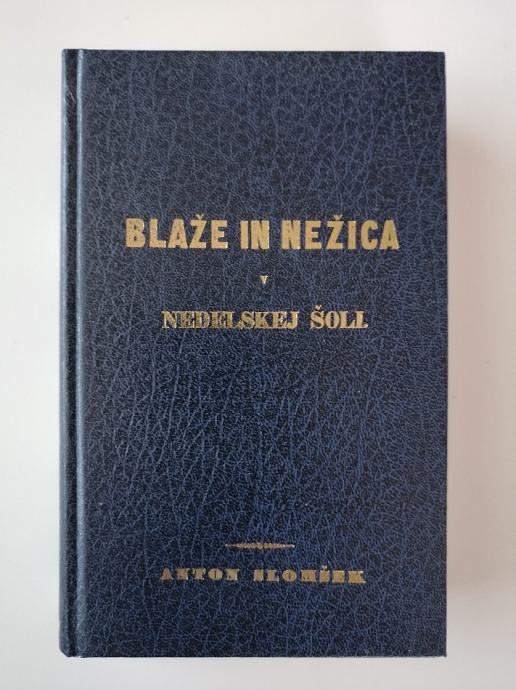 BLAŽE IN NEŽICA
V
NEDELSKEJ ŠOLI.
ANTON SLOMŠEK